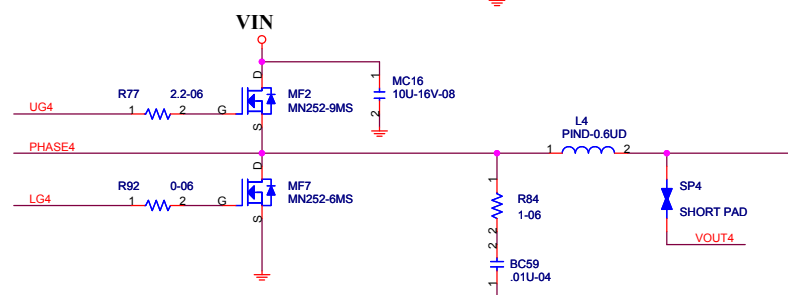 VIN
D
1
MC16
10U-16V-08
2
R77 2.2-06
MF2
MN252-9MS
UG4 1 2 G
S
L4
PIND-0.6UD
PHASE4
1 2
D
R92 0-06
MF7
MN252-6MS
LG4 1 2 G
S
1
R84
1-06
2
SP4
SHORT PAD
VOUT4
2
BC59
.01U-04
1